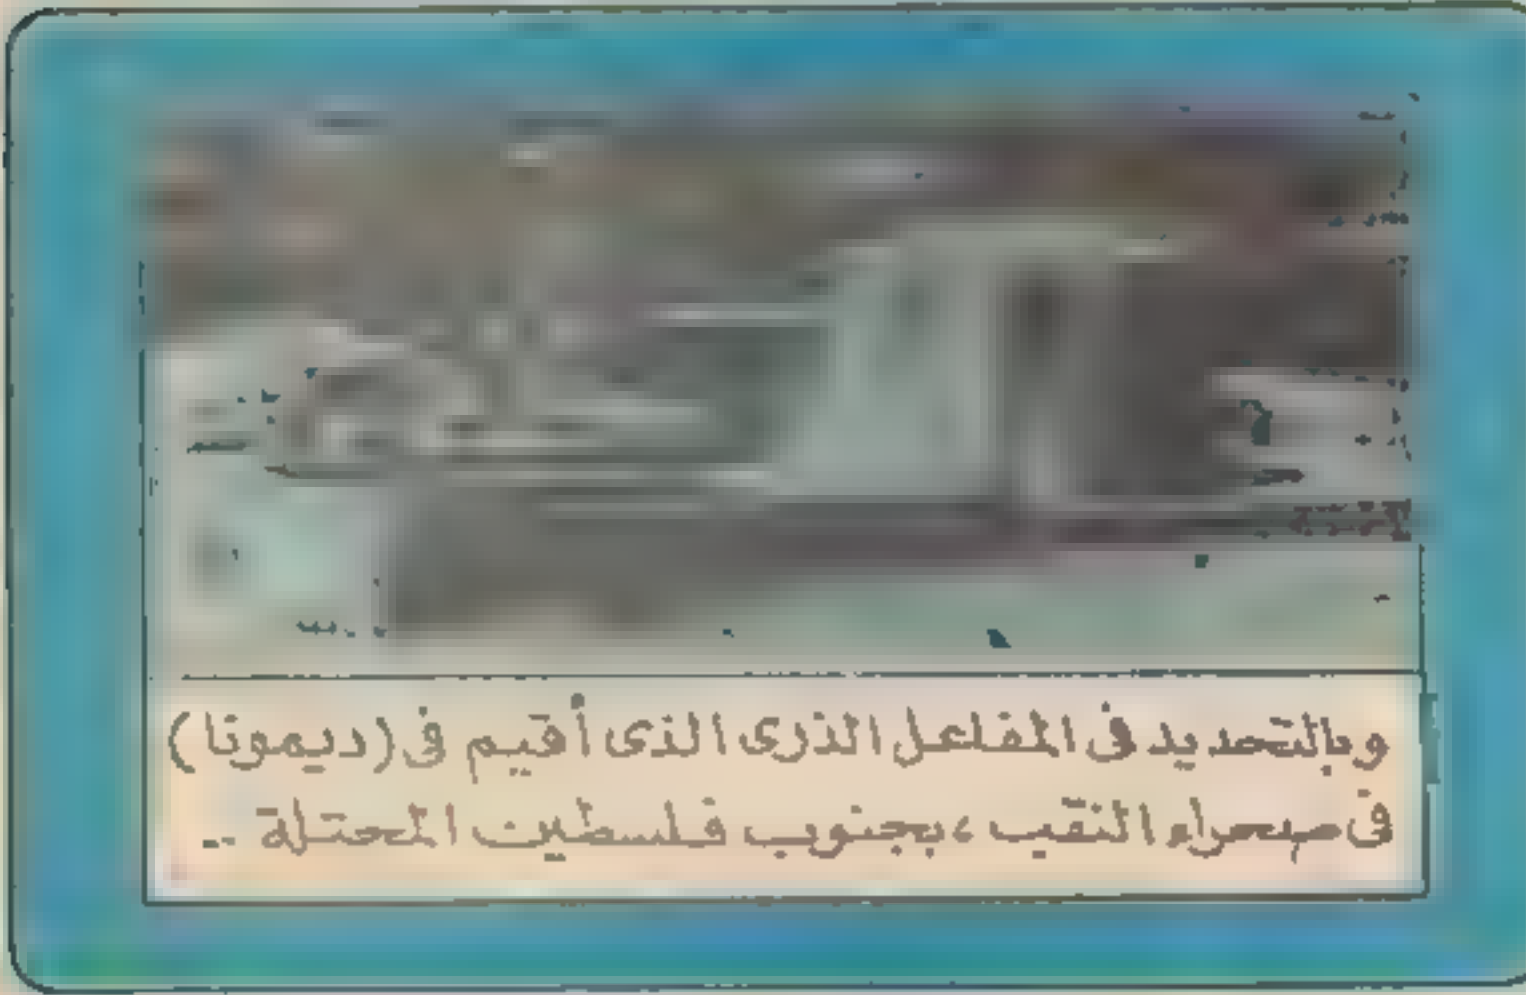 وبالتحديد فى المفاعل الذرى الذى أقيم فى (ديمونا)
فى صحراء النقب ، بجنوب فلسطين المحتلة ..